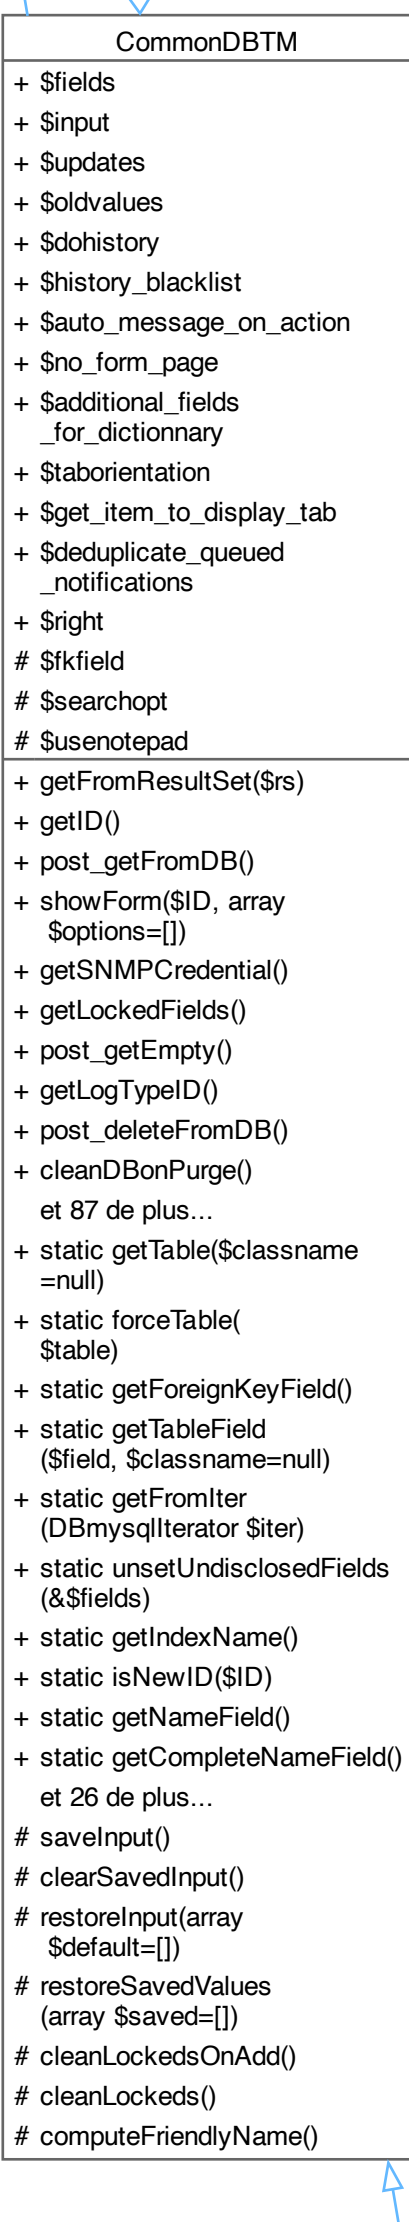 CommonDBTM
+ $fields
+ $input
+ $updates
+ $oldvalues
+ $dohistory
+ $history_blacklist
+ $auto_message_on_action
+ $no_form_page
+ $additional_fields
_for_dictionnary
+ $taborientation
+ $get_item_to_display_tab
+ $deduplicate_queued
_notifications
+ $right
# $fkfield
# $searchopt
# $usenotepad
+ getFromResultSet($rs)
+ getID()
+ post_getFromDB()
+ showForm($ID, array
$options=[])
+ getSNMPCredential()
+ getLockedFields()
+ post_getEmpty()
+ getLogTypeID()
+ post_deleteFromDB()
+ cleanDBonPurge()
et 87 de plus...
+ static getTable($classname
=null)
+ static forceTable(
$table)
+ static getForeignKeyField()
+ static getTableField
($field, $classname=null)
+ static getFromIter
(DBmysqlIterator $iter)
+ static unsetUndisclosedFields
(&$fields)
+ static getIndexName()
+ static isNewID($ID)
+ static getNameField()
+ static getCompleteNameField()
et 26 de plus...
# saveInput()
# clearSavedInput()
# restoreInput(array
$default=[])
# restoreSavedValues
(array $saved=[])
# cleanLockedsOnAdd()
# cleanLockeds()
# computeFriendlyName()